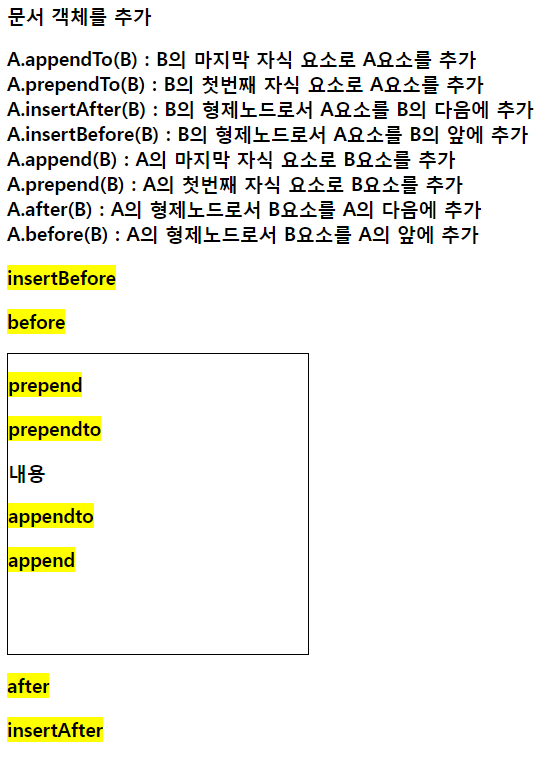 문서 객체를 추가
A.appendTo(B) : B의 마지막 자식 요소로 A요소를 추가
A.prependTo(B) : B의 첫번째 자식 요소로 A요소를 추가
A.insertAfter(B) : B의 형제노드로서 A요소를 B의 다음에 추가
A.insertBefore(B) : B의 형제노드로서 A요소를 B의 앞에 추가
A.append(B) : A의 마지막 자식 요소로 B요소를 추가
A.prepend(B) : A의 첫번째 자식 요소로 B요소를 추가
A.after(B) : A의 형제노드로서 B요소를 A의 다음에 추가
A.before(B) : A의 형제노드로서 B요소를 A의 앞에 추가
insertBefore
before
prepend
prependto
내용
appendto
append
after
insertAfter